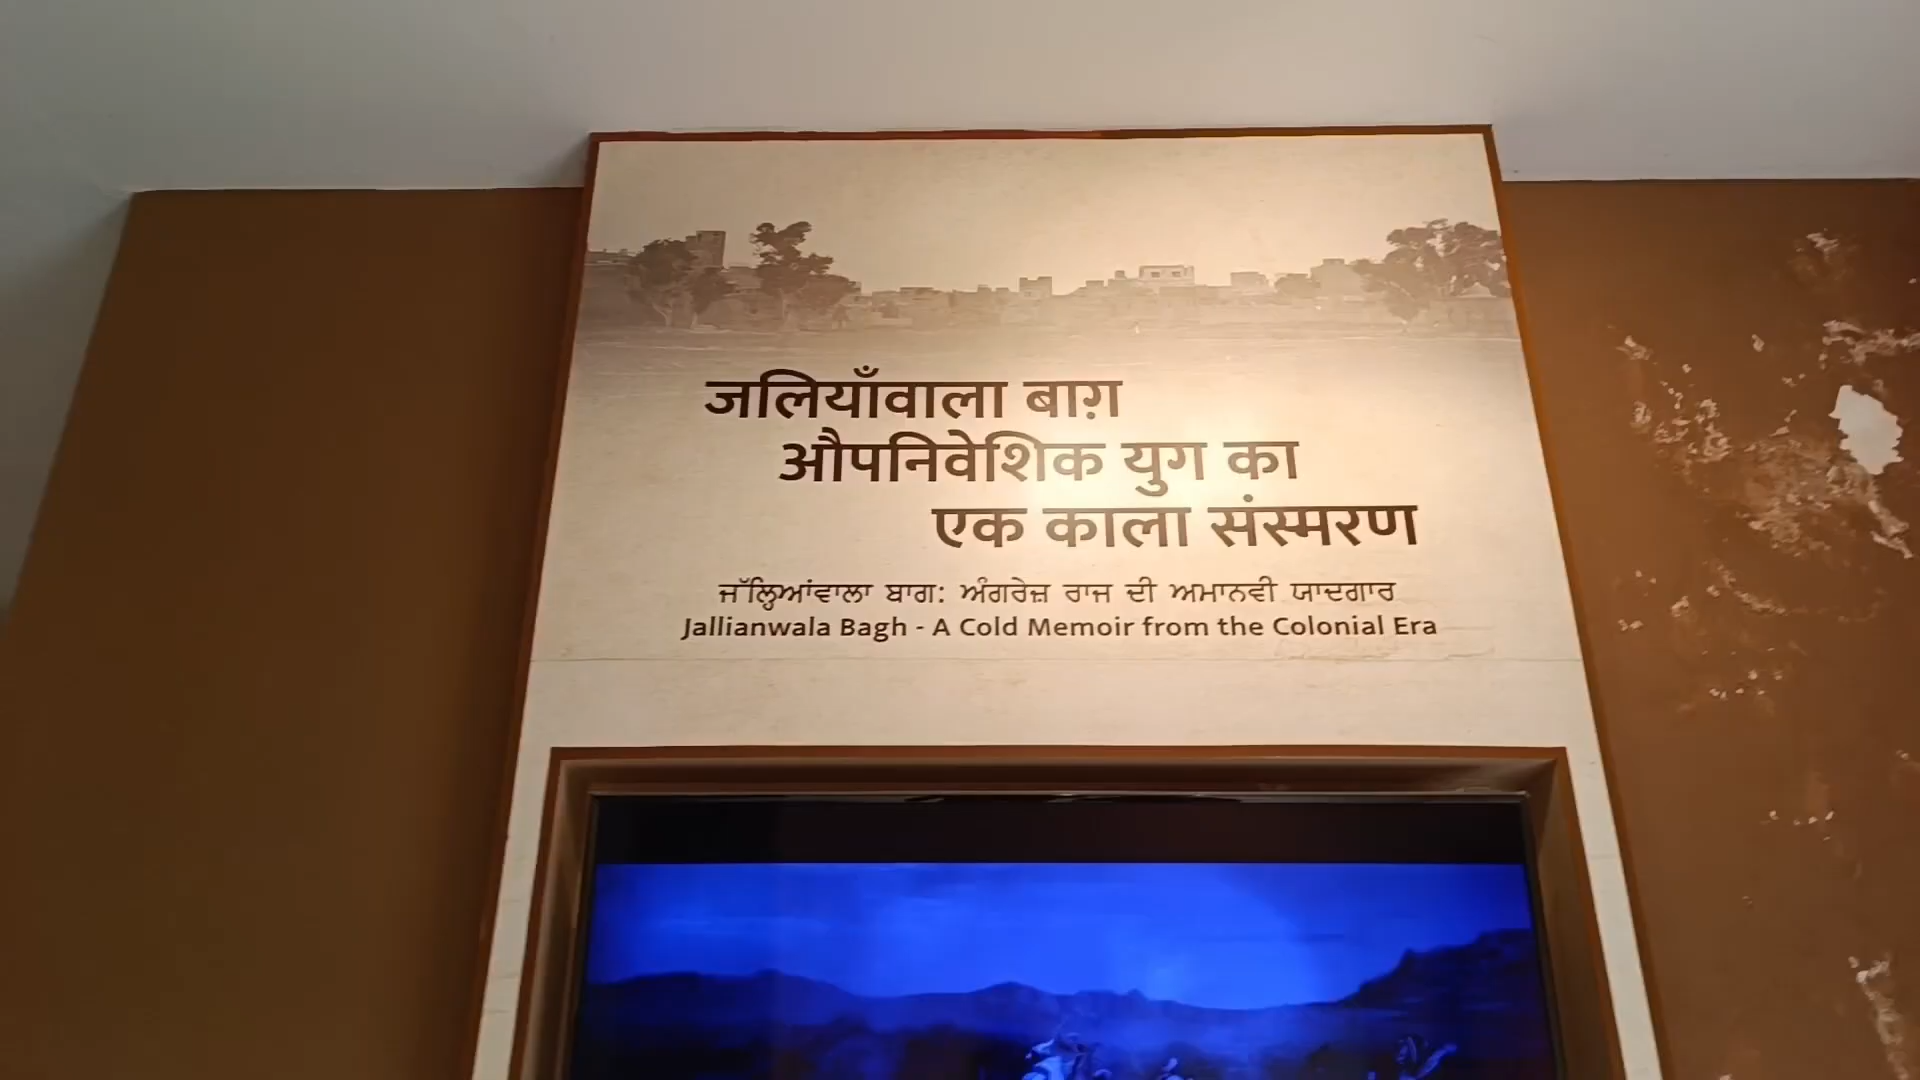 जलियाँवाला बाग़
औपनिवेशिक युग का
एक काला संस्मरण
ਜੱਲ੍ਹਿਆਂਵਾਲਾ ਬਾਗ: ਅੰਗਰੇਜ਼ ਰਾਜ ਦੀ ਅਮਾਨਵੀ ਯਾਦਗਾਰ
Jallianwala Bagh - A Cold Memoir from the Colonial Era